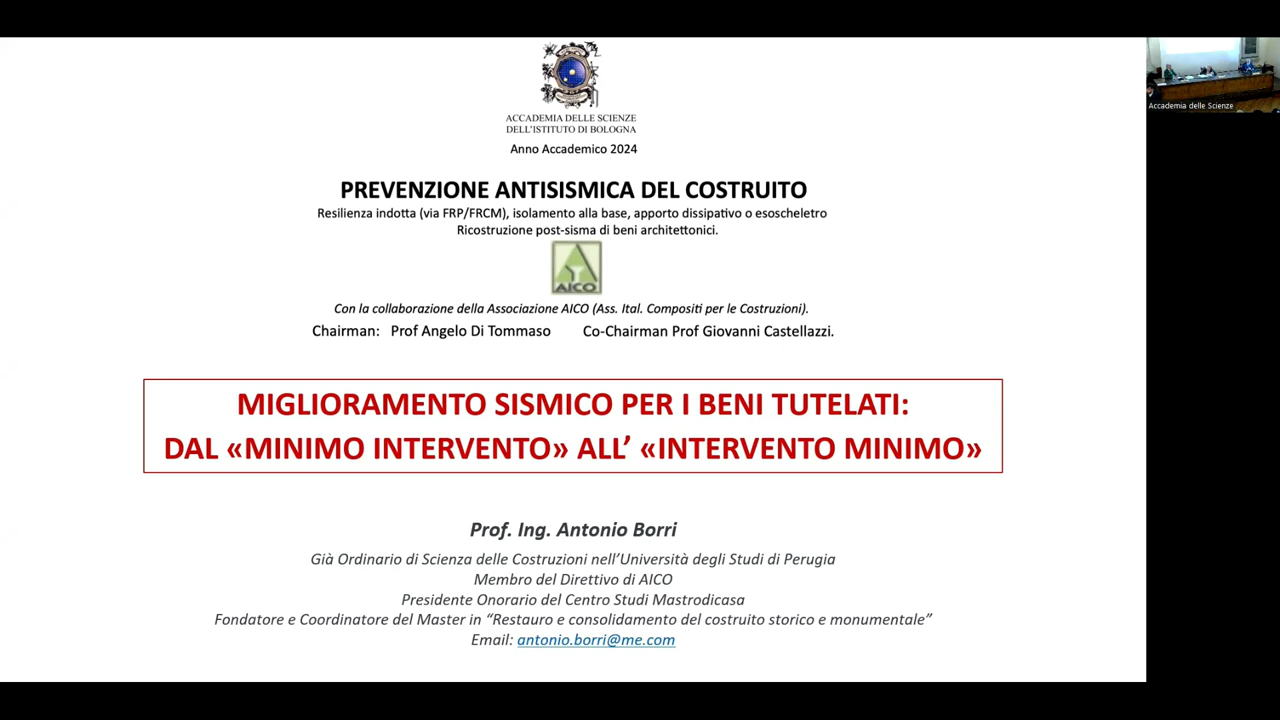 ACCADEMIA DELLE SCIENZE
DELL'ISTITUTO DI BOLOGNA
Anno Accademico 2024
PREVENZIONE ANTISISMICA DEL COSTRUITO
Resilienza indotta (via FRP/FRCM), isolamento alla base, apporto dissipativo o esoscheletro
Ricostruzione post-sisma di beni architettonici.
AICO
Con la collaborazione della Associazione AICO (Ass. Ital. Compositi per le Costruzioni).
Chairman: Prof Angelo Di Tommaso Co-Chairman Prof Giovanni Castellazzi.
MIGLIORAMENTO SISMICO PER I BENI TUTELATI:
DAL «MINIMO INTERVENTO» ALL’ «INTERVENTO MINIMO»
Prof. Ing. Antonio Borri
Già Ordinario di Scienza delle Costruzioni nell’Università degli Studi di Perugia
Membro del Direttivo di AICO
Presidente Onorario del Centro Studi Mastrodicasa
Fondatore e Coordinatore del Master in “Restauro e consolidamento del costruito storico e monumentale”
Email: antonio.borri@me.com
Accademia delle Scienze